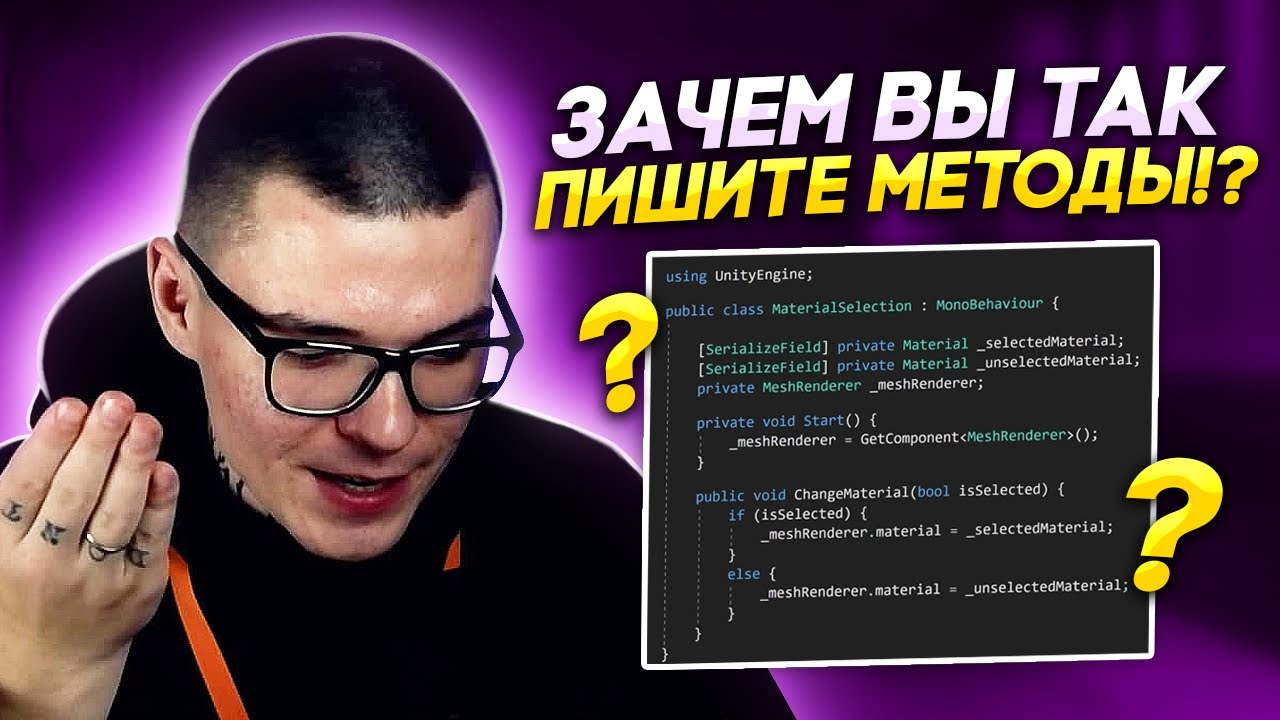 ЗАЧЕМ ВЫ ТАК
ПИШИТЕ МЕТОДЫ!?
using UnityEngine;
public class MaterialSelection : MonoBehaviour {
[SerializeField] private Material _selectedMaterial;
[SerializeField] private Material _unselectedMaterial;
private MeshRenderer _meshRenderer;
private void Start() {
_meshRenderer = GetComponent<MeshRenderer>();
}
public void ChangeMaterial(bool isSelected) {
if (isSelected) {
_meshRenderer.material = _selectedMaterial;
}
else {
_meshRenderer.material = _unselectedMaterial;
}
}
}